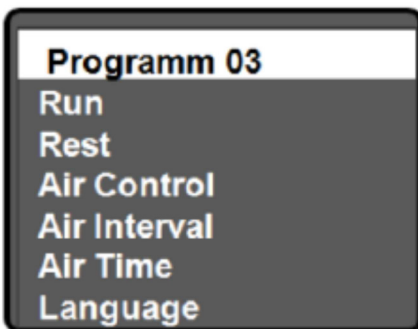 Programm 03
Run
Rest
Air Control
Air Interval
Air Time
Language